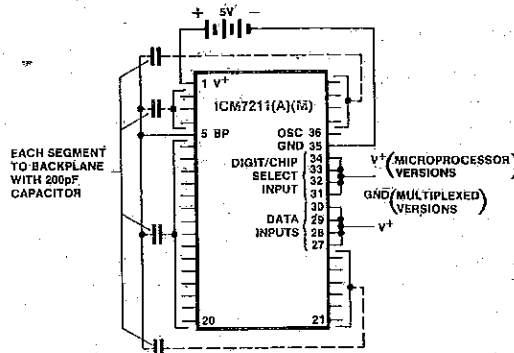 + 5V −
1 V+
ICM7211(A)(M)
5 BP
OSC 36
GND 35
EACH SEGMENT
TO BACKPLANE
WITH 200pF
CAPACITOR
DIGIT/CHIP
SELECT
INPUT
34
33
32
31
V+ (MICROPROCESSOR
VERSIONS)
GND (MULTIPLEXED
VERSIONS)
DATA
INPUTS
30
29
28
27
V+
20
21